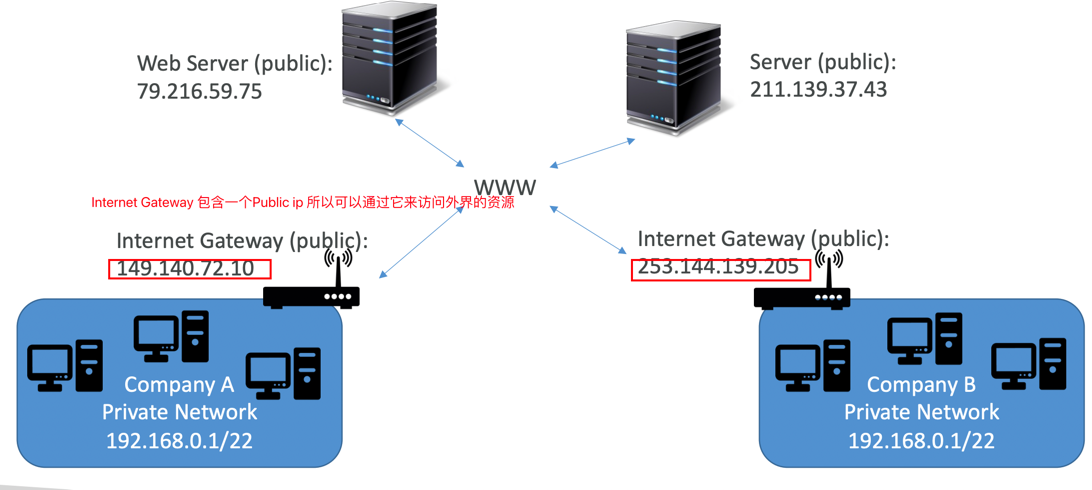 Web Server (public):
79.216.59.75
Server (public):
211.139.37.43
WWW
Internet Gateway 包含一个Public ip 所以可以通过它来访问外界的资源
Internet Gateway (public):
149.140.72.10
Internet Gateway (public):
253.144.139.205
Company A
Private Network
192.168.0.1/22
Company B
Private Network
192.168.0.1/22